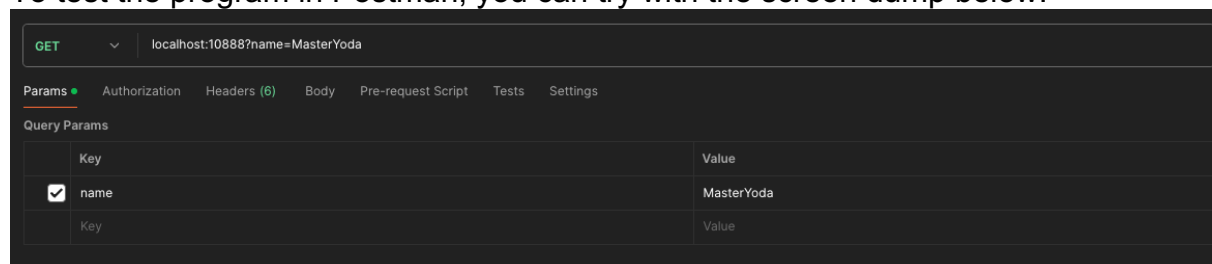 To test the program in Postman, you can try with the screen dump below:
GET localhost:10888?name=MasterYoda
Params Authorization Headers (6) Body Pre-request Script Tests Settings
Query Params
Key Value
name MasterYoda
Key Value